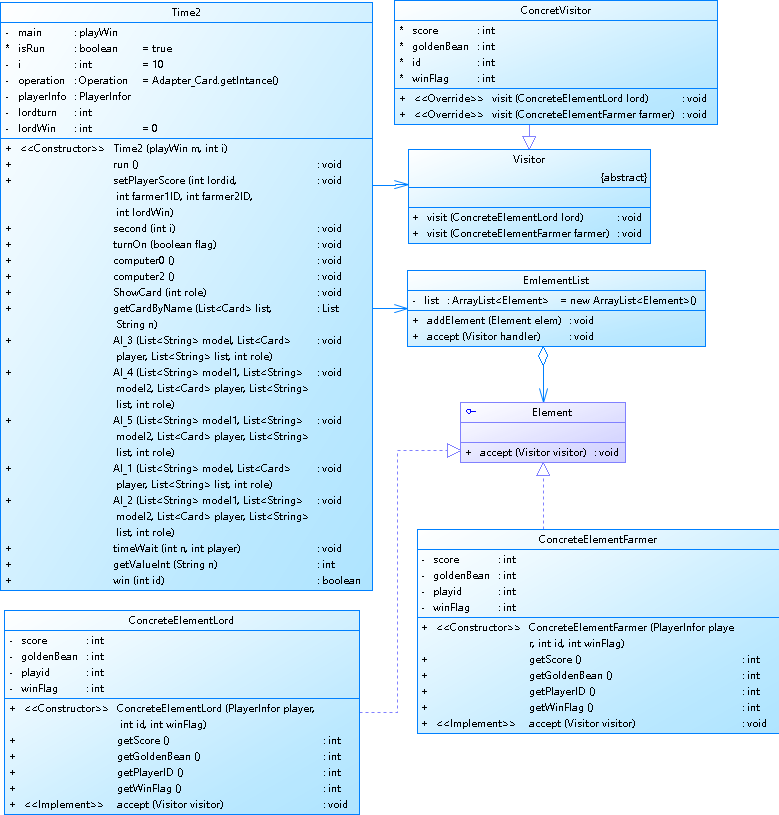 Time2
- main : playWin
* isRun : boolean = true
- i : int = 10
- operation : Operation = Adapter_Card.getIntance()
- playerInfo : PlayerInfor
- lordturn : int
- lordWin : int = 0
+ <<Constructor>> Time2 (playWin m, int i)
+ run () : void
+ setPlayerScore (int lordid, : void
int farmer1ID, int farmer2ID,
int lordWin)
+ second (int i) : void
+ turnOn (boolean flag) : void
+ computer0 () : void
+ computer2 () : void
+ ShowCard (int role) : void
+ getCardByName (List<Card> list, : List
String n)
+ AI_3 (List<String> model, List<Card> : void
player, List<String> list, int role)
+ AI_4 (List<String> model1, List<String> : void
model2, List<Card> player, List<String>
list, int role)
+ AI_5 (List<String> model1, List<String> : void
model2, List<Card> player, List<String>
list, int role)
+ AI_1 (List<String> model, List<Card> : void
player, List<String> list, int role)
+ AI_2 (List<String> model1, List<String> : void
model2, List<Card> player, List<String>
list, int role)
+ timeWait (int n, int player) : void
+ getValueInt (String n) : int
+ win (int id) : boolean
ConcretVisitor
* score : int
* goldenBean : int
* id : int
* winFlag : int
+ <<Override>> visit (ConcreteElementLord lord) : void
+ <<Override>> visit (ConcreteElementFarmer farmer) : void
Visitor
{abstract}
+ visit (ConcreteElementLord lord) : void
+ visit (ConcreteElementFarmer farmer) : void
EmlementList
- list : ArrayList<Element> = new ArrayList<Element>()
+ addElement (Element elem) : void
+ accept (Visitor handler) : void
Element
+ accept (Visitor visitor) : void
ConcreteElementFarmer
- score : int
- goldenBean : int
- playid : int
- winFlag : int
+ <<Constructor>> ConcreteElementFarmer (PlayerInfor playe
r, int id, int winFlag)
+ getScore () : int
+ getGoldenBean () : int
+ getPlayerID () : int
+ getWinFlag () : int
+ <<Implement>> accept (Visitor visitor) : void
ConcreteElementLord
- score : int
- goldenBean : int
- playid : int
- winFlag : int
+ <<Constructor>> ConcreteElementLord (PlayerInfor player,
int id, int winFlag)
+ getScore () : int
+ getGoldenBean () : int
+ getPlayerID () : int
+ getWinFlag () : int
+ <<Implement>> accept (Visitor visitor) : void